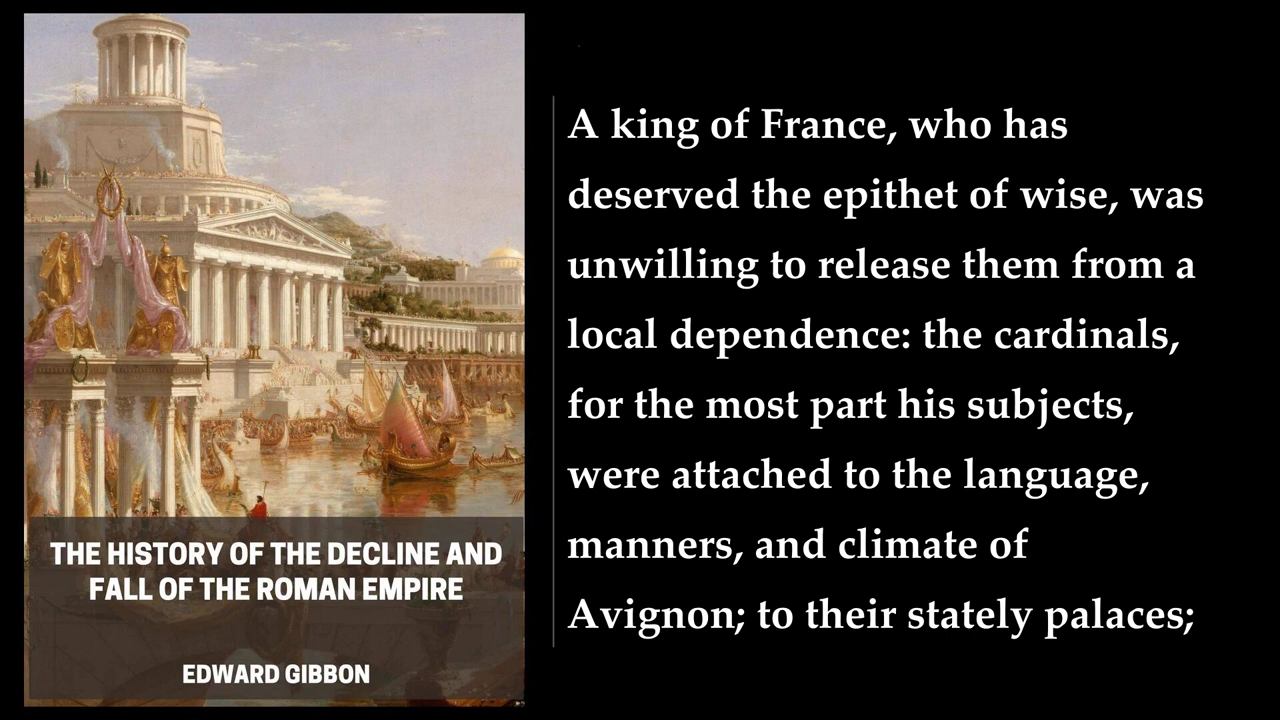 THE HISTORY OF THE DECLINE AND
FALL OF THE ROMAN EMPIRE
EDWARD GIBBON
A king of France, who has
deserved the epithet of wise, was
unwilling to release them from a
local dependence: the cardinals,
for the most part his subjects,
were attached to the language,
manners, and climate of
Avignon; to their stately palaces;